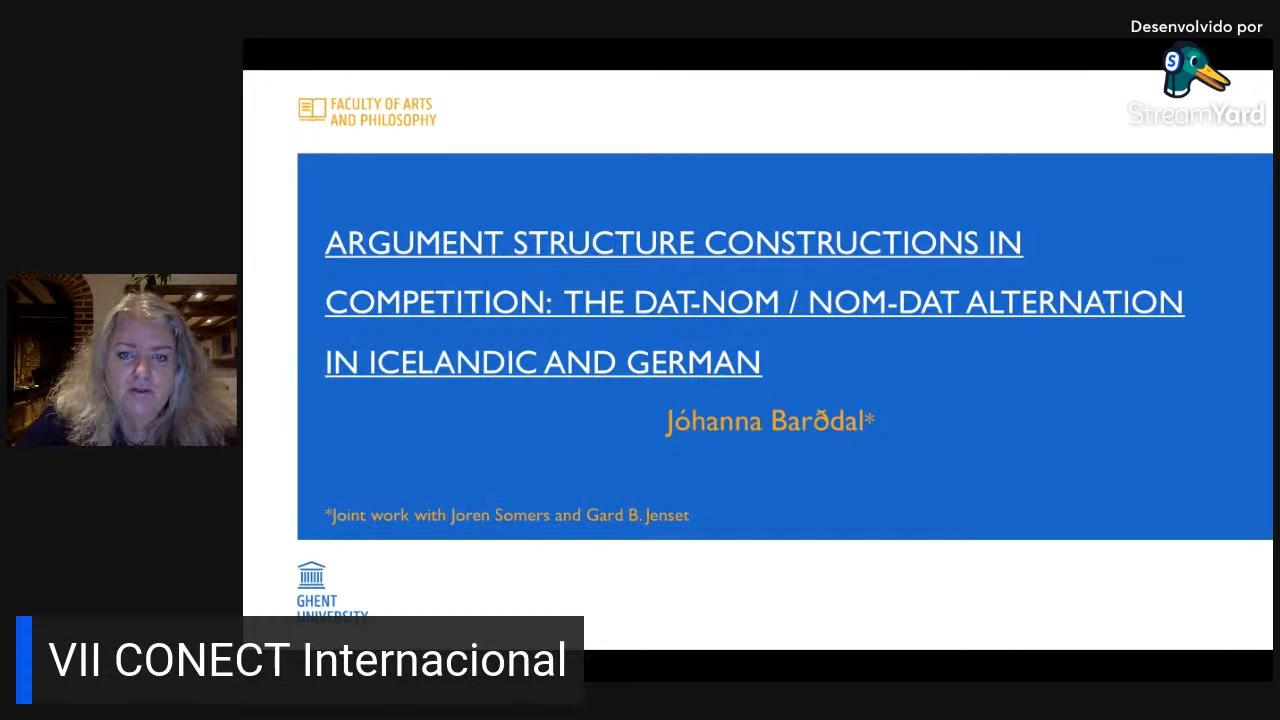 Desenvolvido por
StreamYard
FACULTY OF ARTS
AND PHILOSOPHY
ARGUMENT STRUCTURE CONSTRUCTIONS IN
COMPETITION: THE DAT-NOM / NOM-DAT ALTERNATION
IN ICELANDIC AND GERMAN
Jóhanna Barðdal*
*Joint work with Joren Somers and Gard B. Jenset
GHENT
UNIVERSITY
VII CONECT Internacional